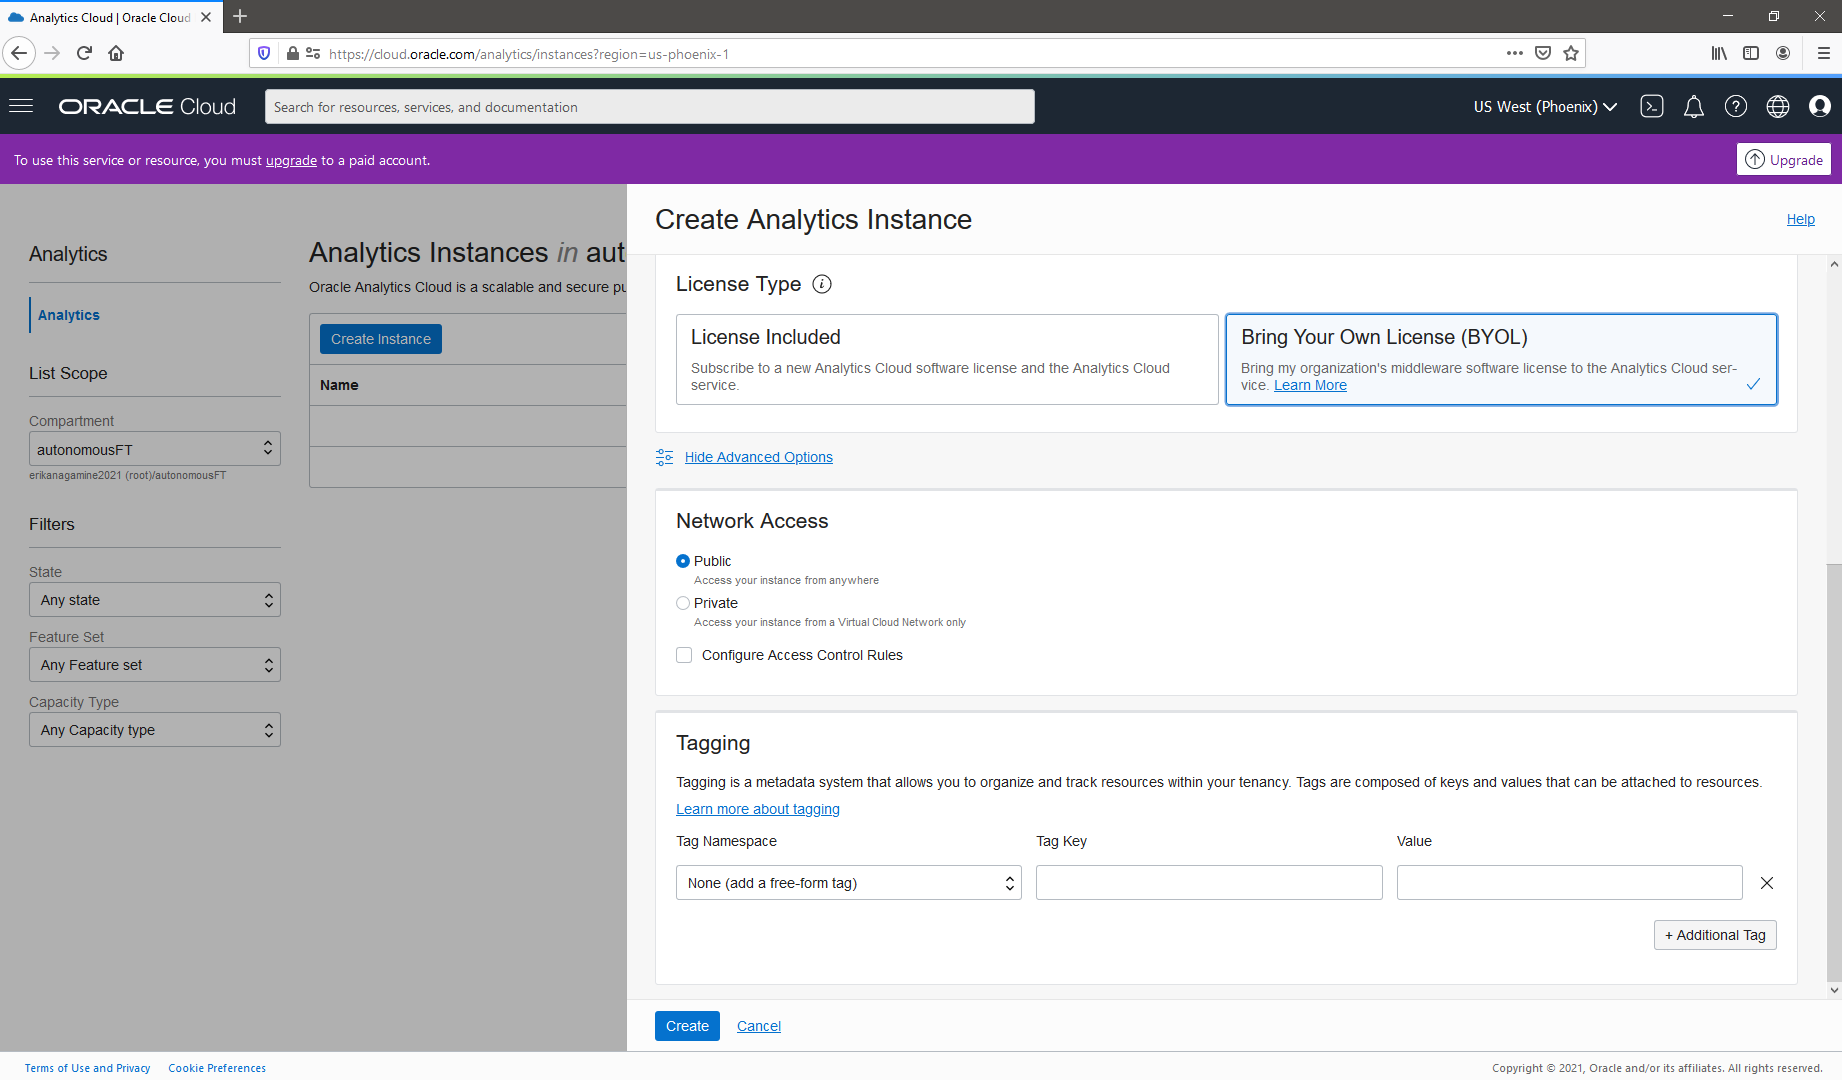 Analytics Cloud | Oracle Cloud
https://cloud.oracle.com/analytics/instances?region=us-phoenix-1
ORACLE Cloud
Search for resources, services, and documentation
US West (Phoenix)
To use this service or resource, you must upgrade to a paid account.
Upgrade
Analytics
Analytics
List Scope
Compartment
autonomousFT
erikanagamine2021 (root)/autonomousFT
Filters
State
Any state
Feature Set
Any Feature set
Capacity Type
Any Capacity type
Analytics Instances in aut
Oracle Analytics Cloud is a scalable and secure pu
Create Instance
Name
Create Analytics Instance
Help
License Type
License Included
Subscribe to a new Analytics Cloud software license and the Analytics Cloud
service.
Bring Your Own License (BYOL)
Bring my organization's middleware software license to the Analytics Cloud ser-
vice. Learn More
Hide Advanced Options
Network Access
Public
Access your instance from anywhere
Private
Access your instance from a Virtual Cloud Network only
Configure Access Control Rules
Tagging
Tagging is a metadata system that allows you to organize and track resources within your tenancy. Tags are composed of keys and values that can be attached to resources.
Learn more about tagging
Tag Namespace
Tag Key
Value
None (add a free-form tag)
+ Additional Tag
Create
Cancel
Terms of Use and Privacy
Cookie Preferences
Copyright © 2021, Oracle and/or its affiliates. All rights reserved.